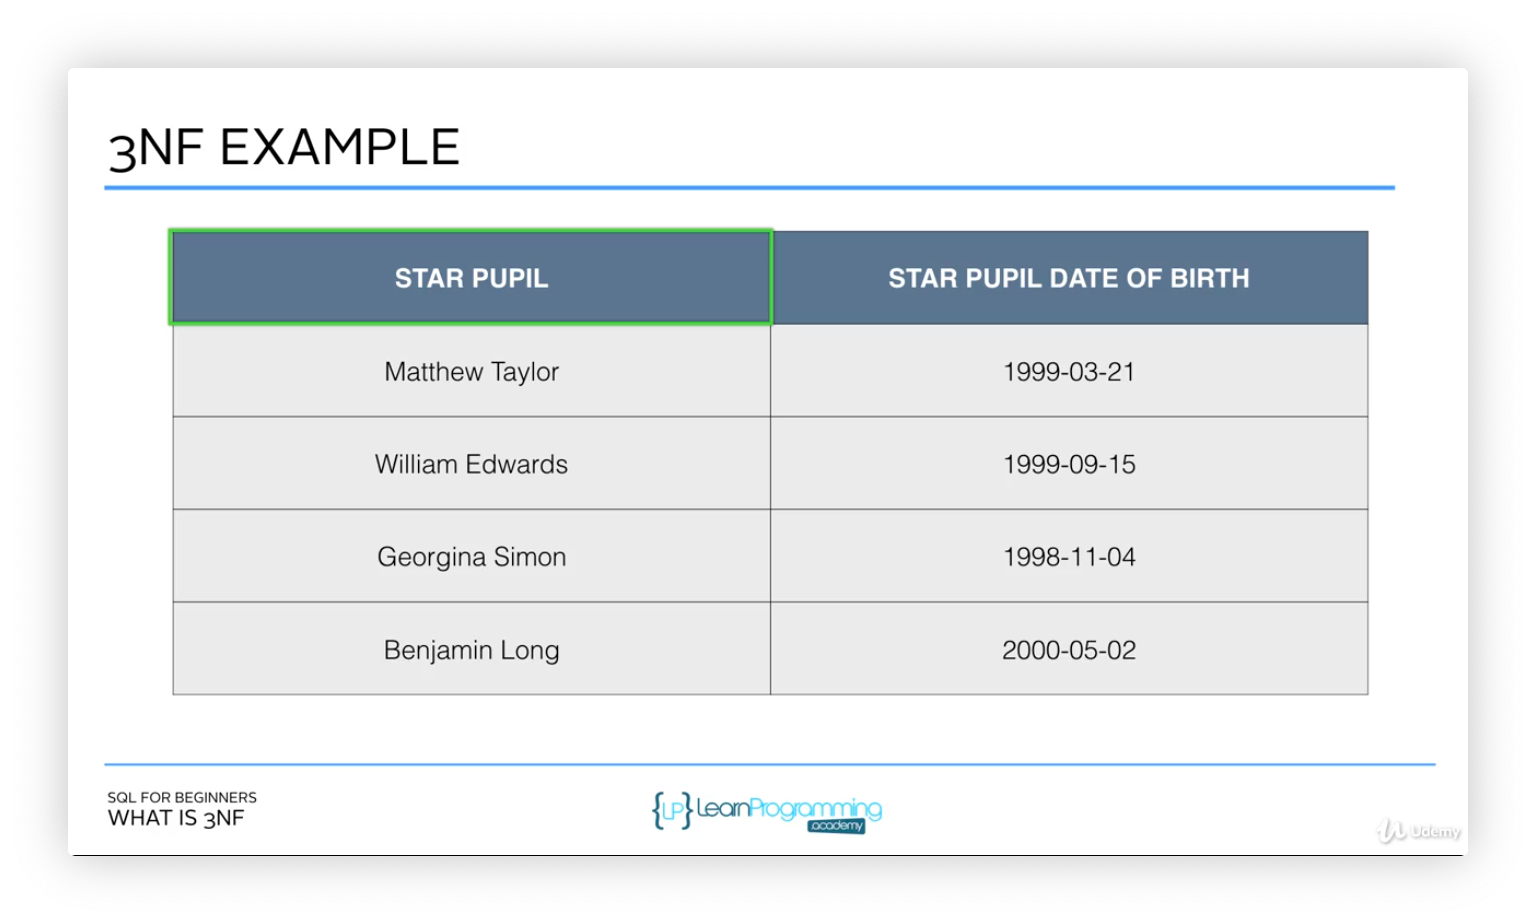 3NF EXAMPLE
STAR PUPIL STAR PUPIL DATE OF BIRTH
Matthew Taylor 1999-03-21
William Edwards 1999-09-15
Georgina Simon 1998-11-04
Benjamin Long 2000-05-02
SQL FOR BEGINNERS
WHAT IS 3NF
{LP} LearnProgramming
.academy
Udemy